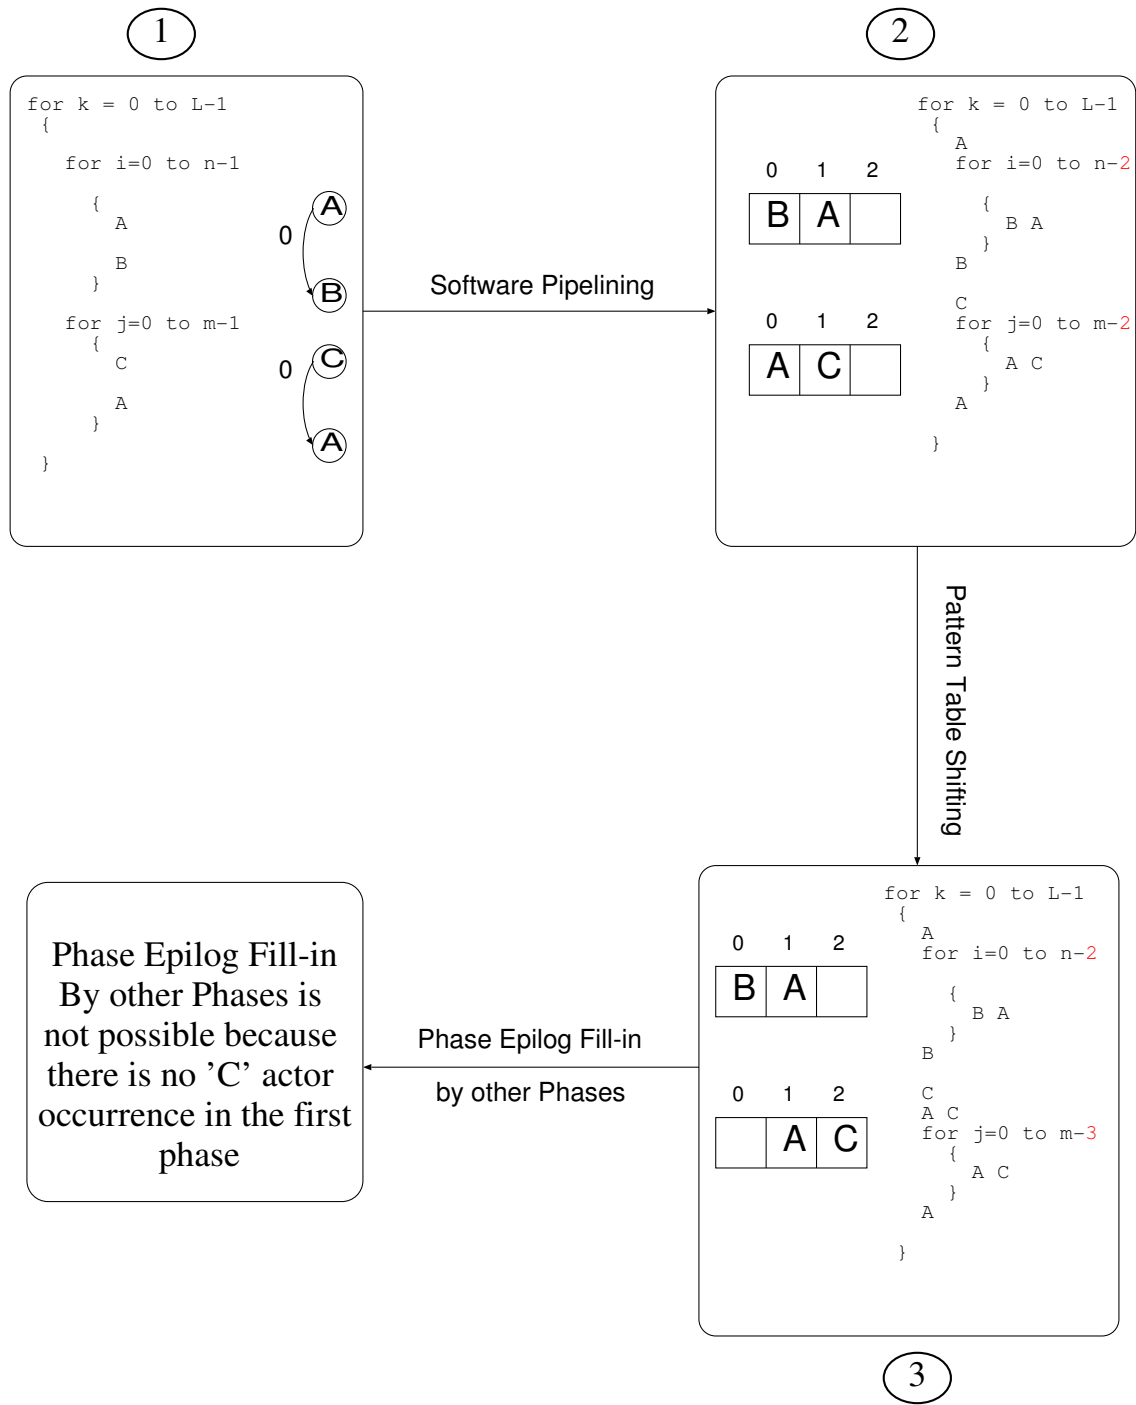 1
for k = 0 to L-1
{
for i=0 to n-1
{
A
B
}
for j=0 to m-1
{
C
A
}
}
0
A
B
0
C
A
Software Pipelining
2
0 1 2
B A
0 1 2
A C
for k = 0 to L-1
{
A
for i=0 to n-2
{
B A
}
B
C
for j=0 to m-2
{
A C
}
A
}
Pattern Table Shifting
0 1 2
B A
0 1 2
A C
for k = 0 to L-1
{
A
for i=0 to n-2
{
B A
}
B
C
A C
for j=0 to m-3
{
A C
}
A
}
3
Phase Epilog Fill-in
by other Phases
Phase Epilog Fill-in
By other Phases is
not possible because
there is no 'C' actor
occurrence in the first
phase